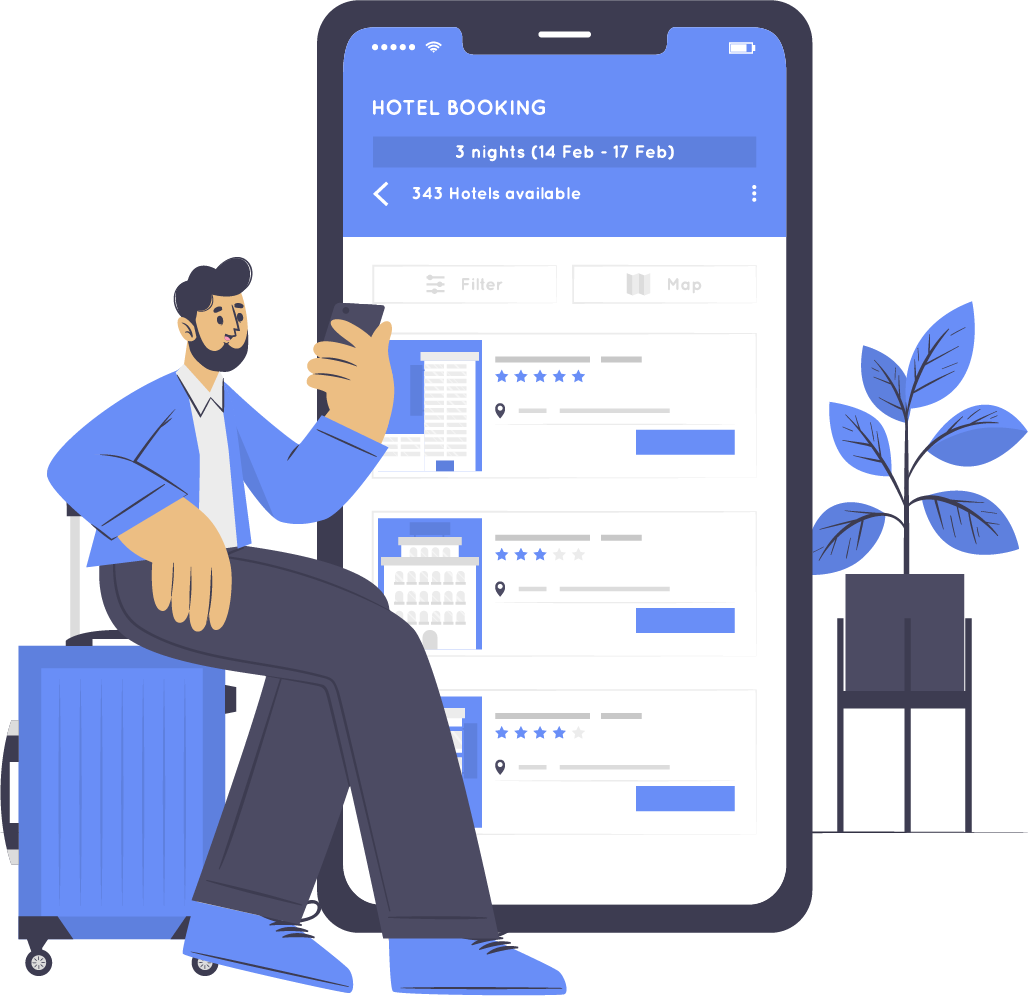 HOTEL BOOKING
3 nights (14 Feb - 17 Feb)
343 Hotels available
Filter
Map